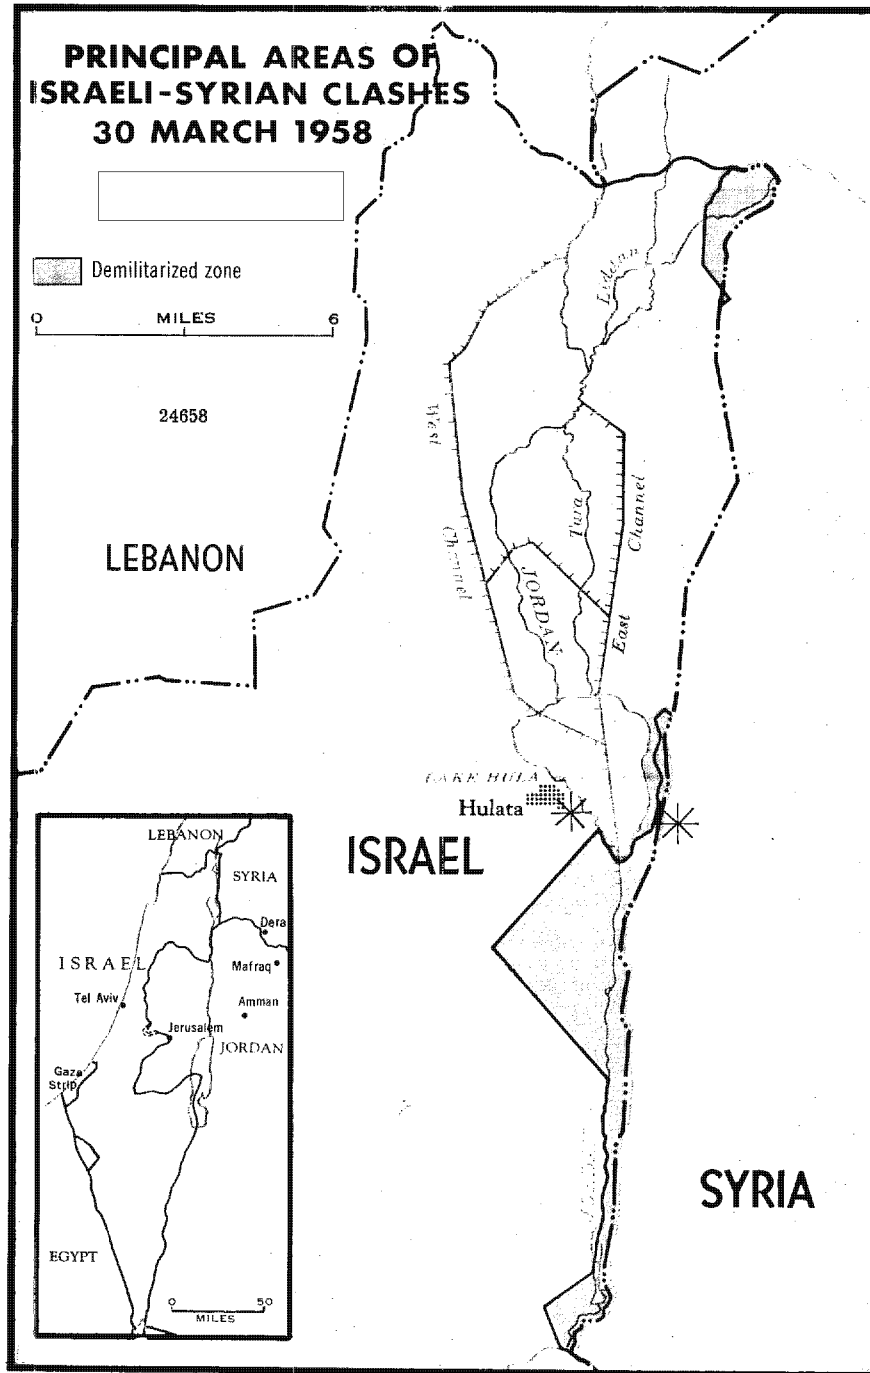 PRINCIPAL AREAS OF
ISRAELI-SYRIAN CLASHES
30 MARCH 1958
Demilitarized zone
0 MILES 6
24658
LEBANON
West
Channel
JORDAN
Tura
East
Channel
LAKE HULA
Hulata
ISRAEL
SYRIA
LEBANON
SYRIA
Dera
ISRAEL
Mafraq
Tel Aviv
Amman
Jerusalem
JORDAN
Gaza
Strip
EGYPT
0 50
MILES